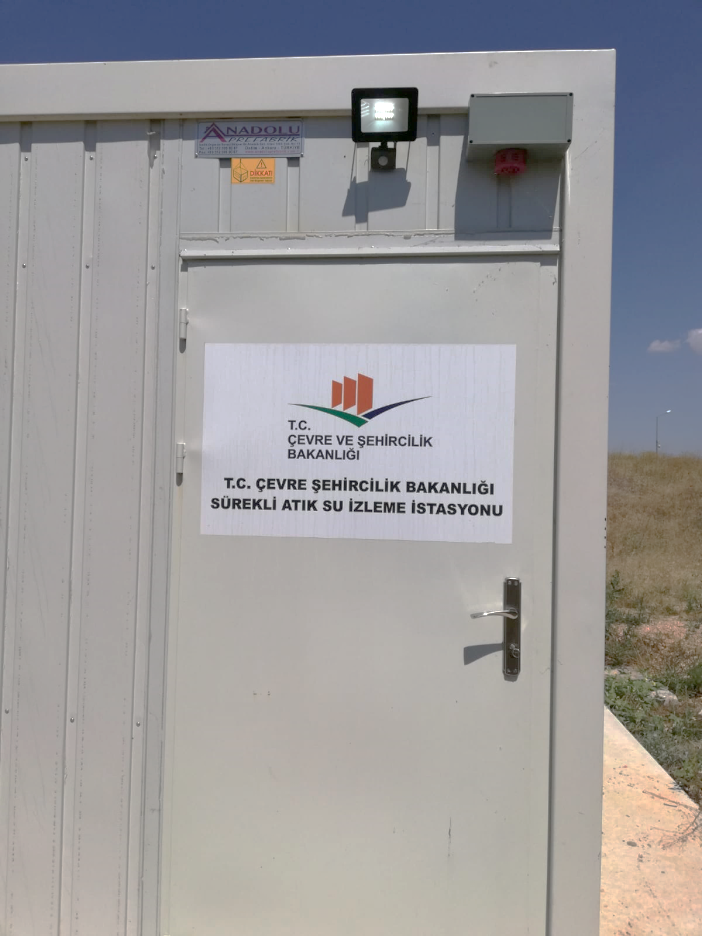 ANADOLU
PREFABRİK
DİKKAT!
T.C.
ÇEVRE VE ŞEHİRCİLİK
BAKANLIĞI
T.C. ÇEVRE ŞEHİRCİLİK BAKANLIĞI
SÜREKLİ ATIK SU İZLEME İSTASYONU